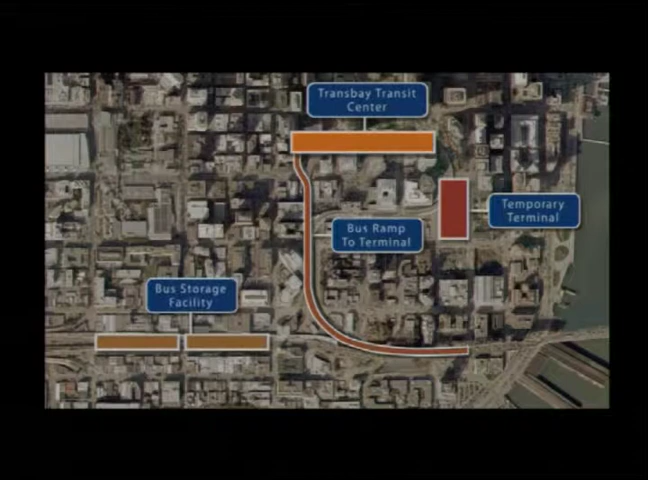 Transbay Transit
Center
Temporary
Terminal
Bus Ramp
To Terminal
Bus Storage
Facility